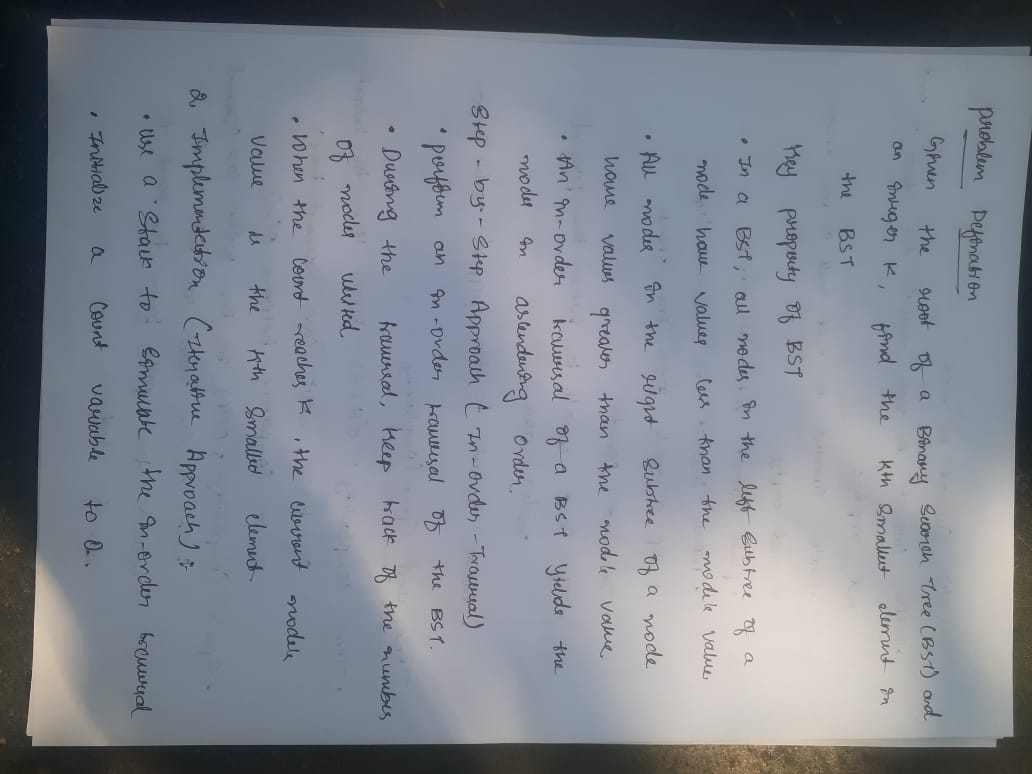 problem Defination
Given the root of a Binary Search Tree (BST) and
an integer K, find the Kth smallest element in
the BST
Key property of BST
• In a BST, all nodes in the left subtree of a
node have values less than the node's value
• All nodes in the right subtree of a node
have values greater than the node's value.
• An in-order traversal of a BST yields the
nodes in ascendering order.
Step-by-Step Approach (In-order-Traversal)
• perform an in-order traversal of the BST.
• During the traversal, keep track of the number
of nodes visited
• When the count reaches K, the current node's
value is the Kth smallest element.
2. Implementation (Iterative Approach):
• use a Stack to simulate the in-order traversal
• Initialize a count variable to 0.